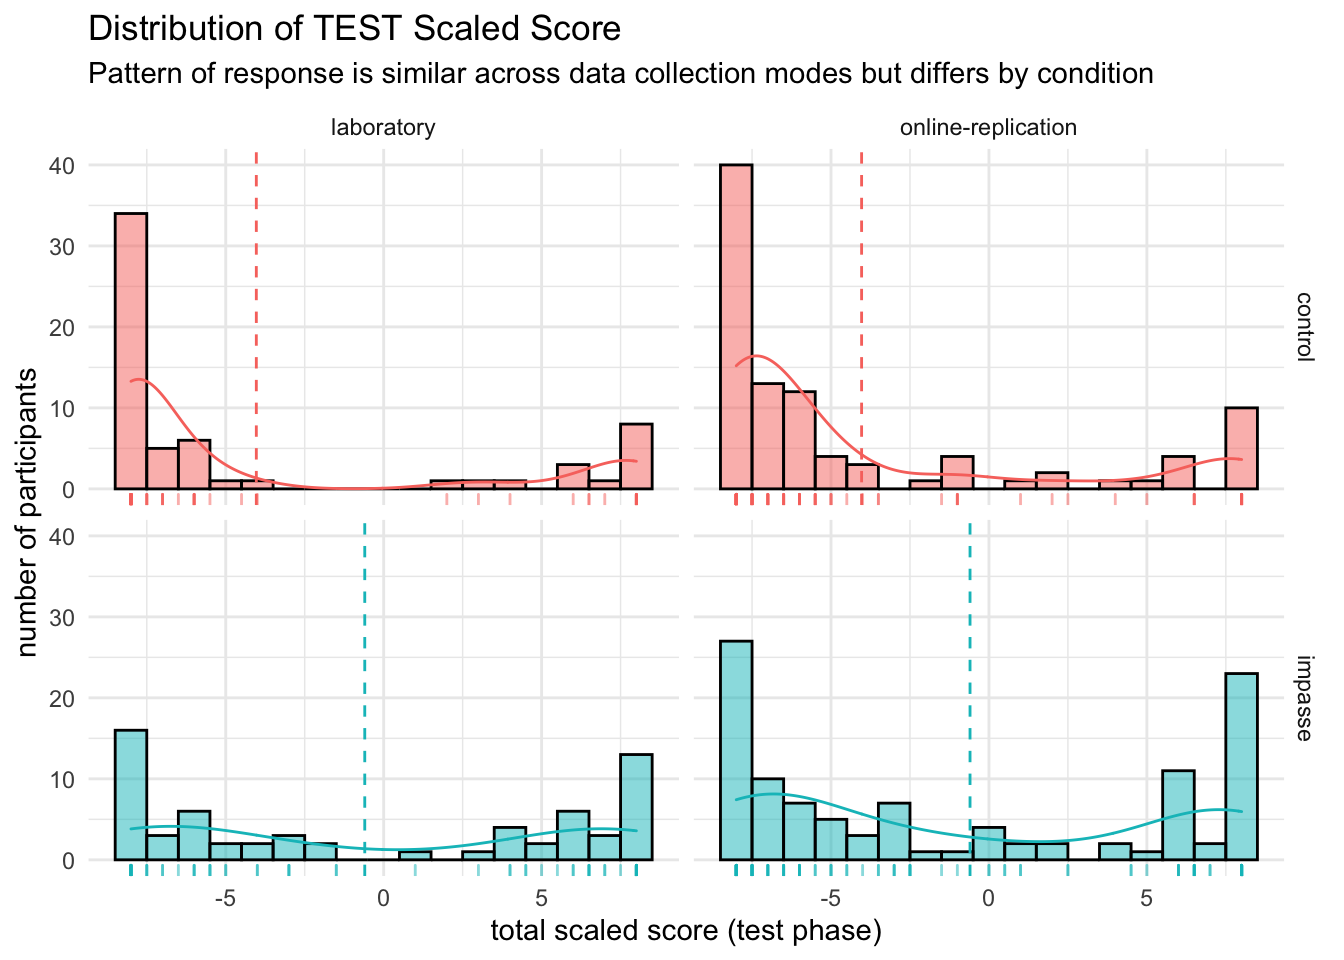 Distribution of TEST Scaled Score
Pattern of response is similar across data collection modes but differs by condition
laboratory
online-replication
40
30
20
10
0
control
number of participants
40
30
20
10
0
impasse
-5
0
5
-5
0
5
total scaled score (test phase)